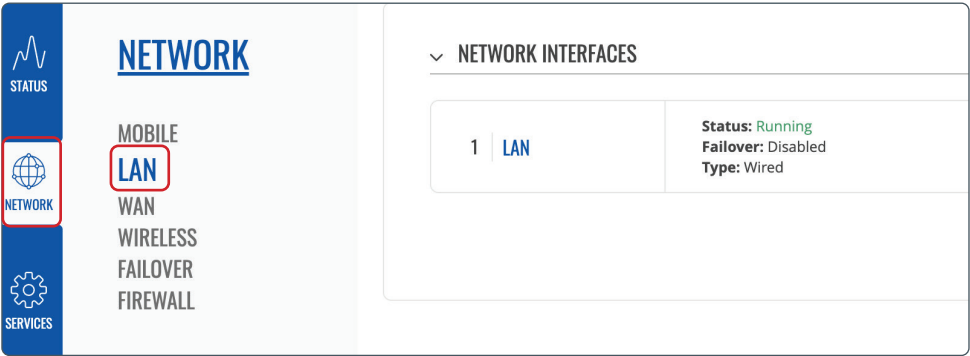 STATUS
NETWORK
SERVICES
NETWORK
MOBILE
LAN
WAN
WIRELESS
FAILOVER
FIREWALL
NETWORK INTERFACES
1 LAN
Status: Running
Failover: Disabled
Type: Wired